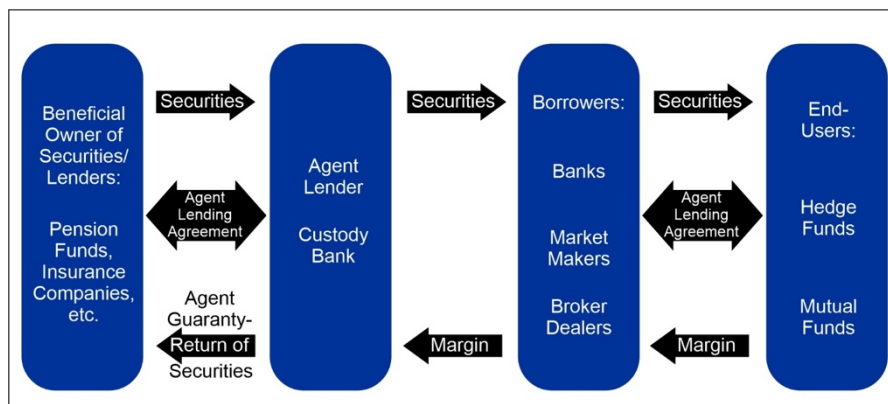 Beneficial
Owner of
Securities/
Lenders:
Pension
Funds,
Insurance
Companies,
etc.
Securities
Agent
Lending
Agreement
Agent
Guaranty-
Return of
Securities
Agent
Lender
Custody
Bank
Securities
Margin
Borrowers:
Banks
Market
Makers
Broker
Dealers
Securities
Agent
Lending
Agreement
Margin
End-
Users:
Hedge
Funds
Mutual
Funds